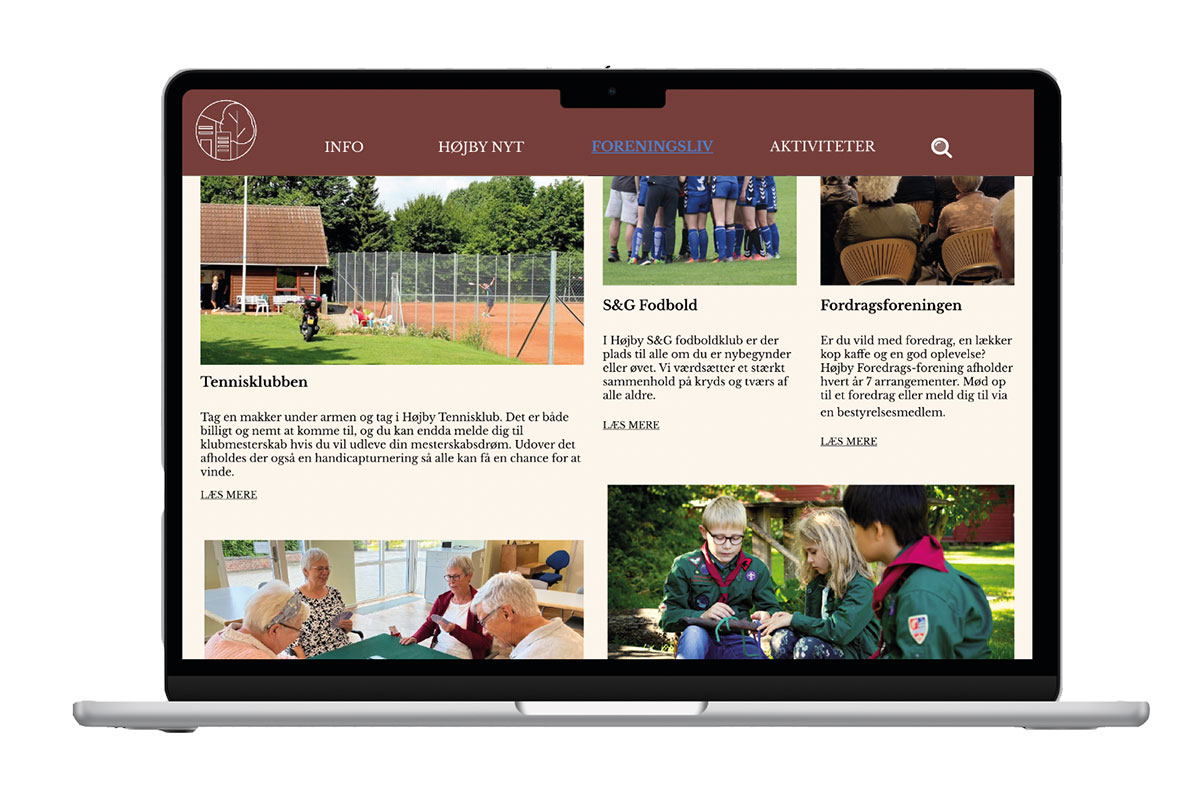 INFO
HØJBY NYT
FORENINGSLIV
AKTIVITETER
Tennisklubben
Tag en makker under armen og tag i Højby Tennisklub. Det er både
billigt og nemt at komme til, og du kan endda melde dig til
klubmesterskab hvis du vil udleve din mesterskabsdrøm. Udover det
afholdes der også en handicapturnering så alle kan få en chance for at
vinde.
LÆS MERE
S&G Fodbold
I Højby S&G fodboldklub er der
plads til alle om du er nybegynder
eller øvet. Vi værdsætter et stærkt
sammenhold på kryds og tværs af
alle aldre.
LÆS MERE
Fordragsforeningen
Er du vild med foredrag, en lækker
kop kaffe og en god oplevelse?
Højby Foredrags-forening afholder
hvert år 7 arrangementer. Mød op
til et foredrag eller meld dig til via
en bestyrelsesmedlem.
LÆS MERE